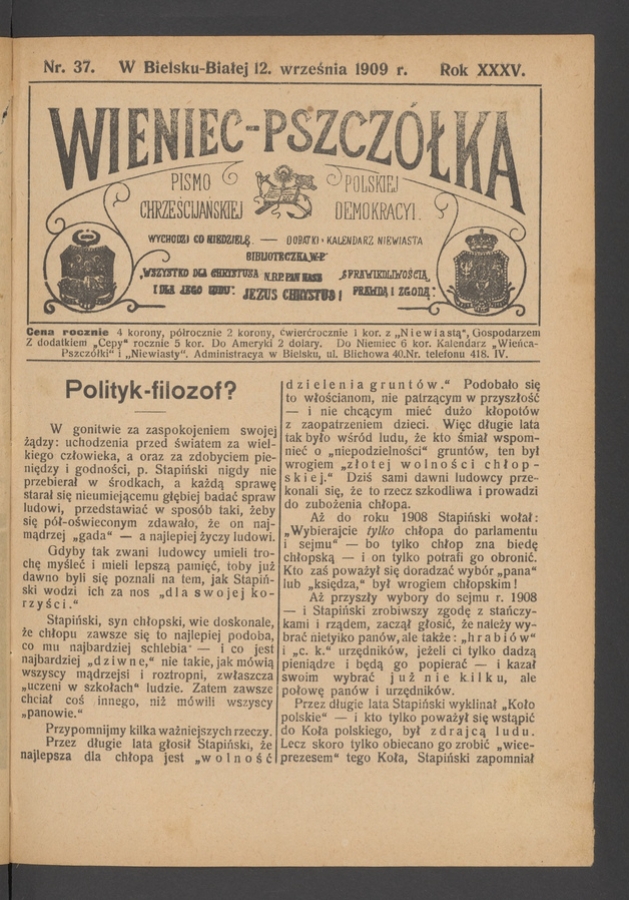 Nr. 37. W Bielsku-Białej 12. września 1909 r. Rok XXXV.
WIENIEC-PSZCZÓŁKA
PISMO POLSKIEJ
CHRZEŚCIJAŃSKIEJ DEMOKRACYI.
WYCHODZI CO NIEDZIELĘ. — DODATKI • KALENDARZ NIEWIASTA
BIBLIOTECZKA W-P
„WSZYSTKO DLA CHRYSTUSA N.B.P. PAN NASZ SPRAWIEDLIWOŚCIĄ,
I DLA JEGO LUDU". JEZUS CHRYSTUS! PRAWDĄ I ZGODĄ.
Cena rocznie 4 korony, półrocznie 2 korony, ćwierćrocznie 1 kor. z „Niewiastą", Gospodarzem
Z dodatkiem „Cepy" rocznie 5 kor. Do Ameryki 2 dolary. Do Niemiec 6 kor. Kalendarz „Wieńca-
Pszczółki" i „Niewiasty". Administracya w Bielsku, ul. Blichowa 40.Nr. telefonu 418. IV.
Polityk-filozof?
W gonitwie za zaspokojeniem swojej
żądzy: uchodzenia przed światem za wiel-
kiego człowieka, a oraz za zdobyciem pie-
niędzy i godności, p. Stapiński nigdy nie
przebierał w środkach, a każdą sprawę
starał się nieumiejącemu głębiej badać spraw
ludowi, przedstawiać w sposób taki, żeby
się pół-oświeconym zdawało, że on naj-
mądrzej „gada" — a najlepiej życzy ludowi.
Gdyby tak zwani ludowcy umieli tro-
chę myśleć i mieli lepszą pamięć, toby już
dawno byli się poznali na tem, jak Stapiń-
ski wodzi ich za nos „dla swojej ko-
rzyści."
Stapiński, syn chłopski, wie doskonale,
że chłopu zawsze się to najlepiej podoba,
co mu najbardziej schlebia — i co jest
najbardziej „dziwne," nie takie, jak mówią
wszyscy mądrzejsi i roztropni, zwłaszcza
„uczeni w szkołach" ludzie. Zatem zawsze
chciał coś innego, niż mówili wszyscy
„panowie."
Przypomnijmy kilka ważniejszych rzeczy.
Przez długie lata głosił Stapiński, że
najlepsza dla chłopa jest „wolność
dzielenia gruntów." Podobało się
to włościanom, nie patrzącym w przyszłość
— i nie chcącym mieć dużo kłopotów
z zaopatrzeniem dzieci. Więc długie lata
tak było wśród ludu, że kto śmiał wspom-
nieć o „niepodzielności" gruntów, ten był
wrogiem „złotej wolności chłop-
skiej." Dziś sami dawni ludowcy prze-
konali się, że to rzecz szkodliwa i prowadzi
do zubożenia chłopa.
Aż do roku 1908 Stapiński wołał:
„Wybierajcie tylko chłopa do parlamentu
i sejmu" — bo tylko chłop zna biedę
chłopską — i on tylko potrafi go obronić.
Kto zaś poważył się doradzać wybór „pana"
lub „księdza," był wrogiem chłopskim!
Aż przyszły wybory do sejmu r. 1908
— i Stapiński zrobiwszy zgodę z stańczy-
kami i rządem, zaczął głosić, że należy wy-
brać nietylko panów, ale także: „hrabiów"
i „c. k." urzędników, jeżeli ci tylko dadzą
pieniądze i będą go popierać — i kazał
swoim wybrać już nie kilku, ale
połowę panów i urzędników.
Przez długie lata Stapiński wyklinał „Koło
polskie" — i kto tylko poważył się wstąpić
do Koła polskiego, był zdrajcą ludu.
Lecz skoro tylko obiecano go zrobić „wice-
prezesem" tego Koła, Stapiński zapomniał